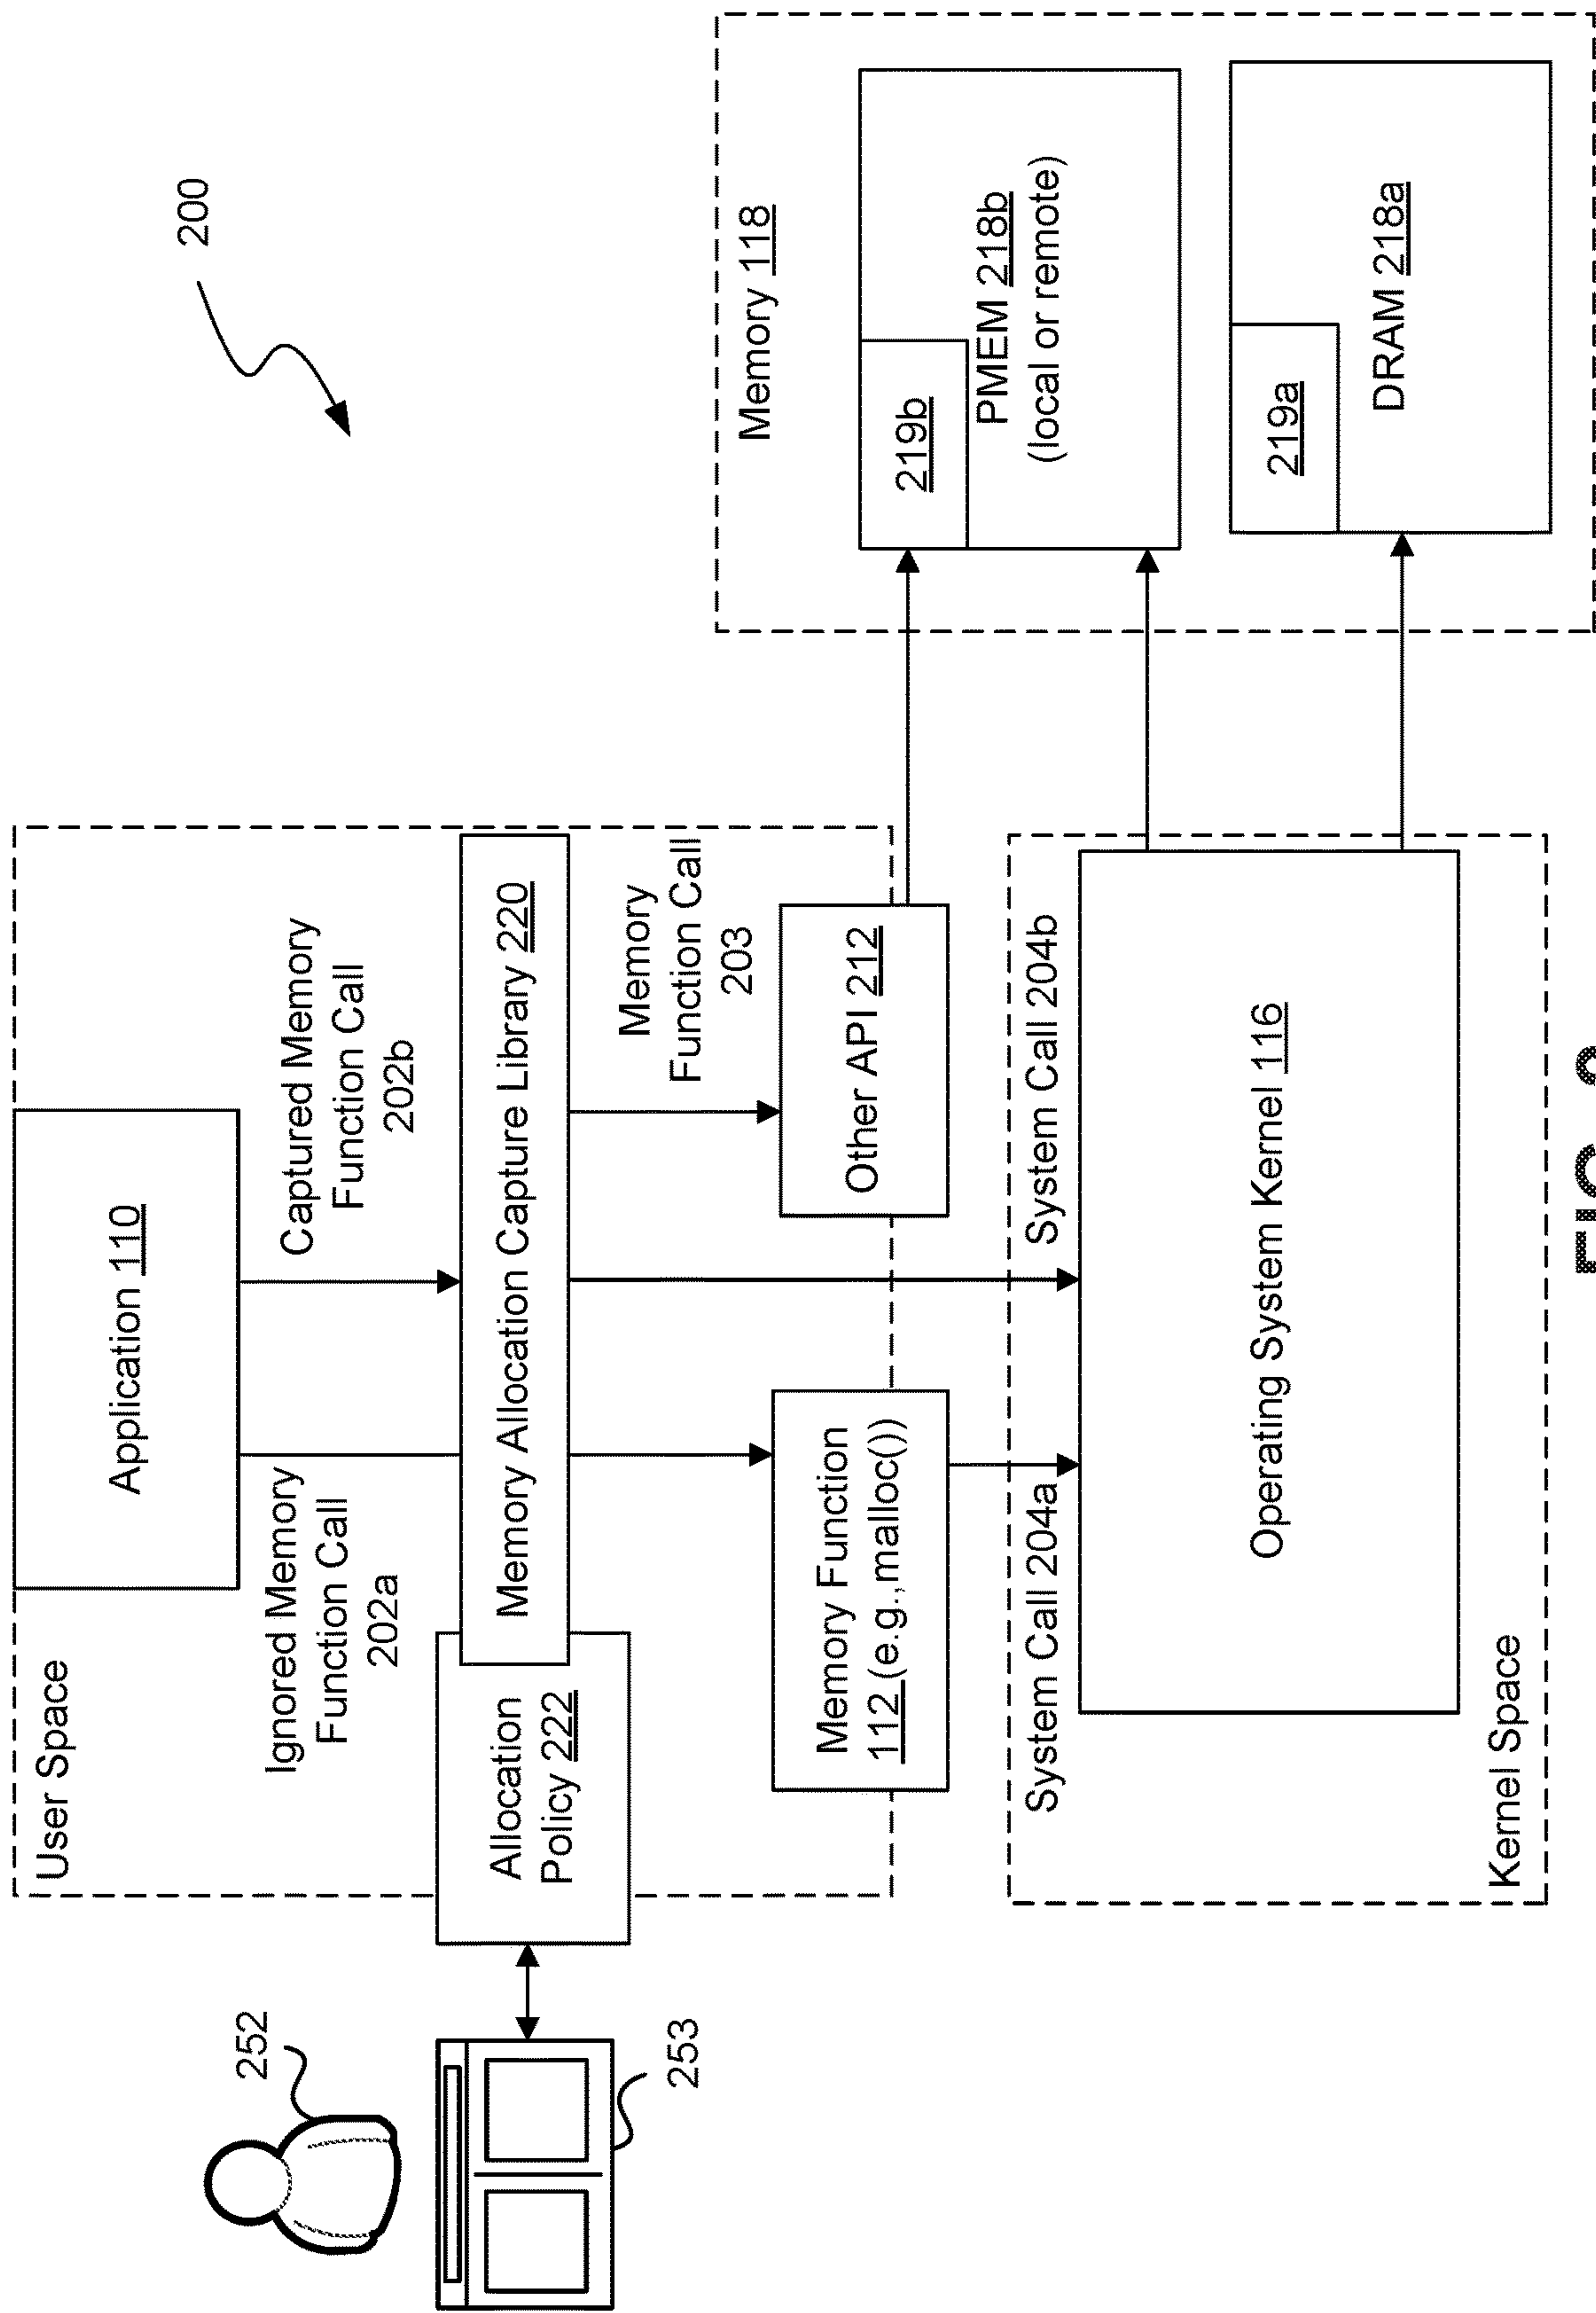 User Space
Application 110
200
252
Ignored Memory
Function Call
202a
Captured Memory
Function Call
202b
Allocation
Policy 222
Memory Allocation Capture Library 220
253
Memory
Function Call
203
Memory 118
Memory Function
112 (e.g.,malloc())
Other API 212
219b
PMEM 218b
(local or remote)
System Call 204a
System Call 204b
Operating System Kernel 116
219a
DRAM 218a
Kernel Space